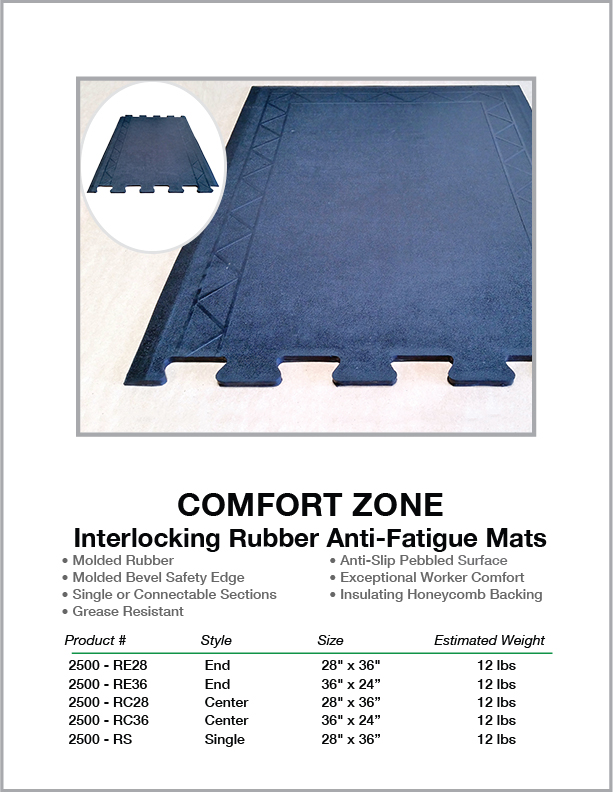 COMFORT ZONE
Interlocking Rubber Anti-Fatigue Mats
• Molded Rubber
• Molded Bevel Safety Edge
• Single or Connectable Sections
• Grease Resistant
• Anti-Slip Pebbled Surface
• Exceptional Worker Comfort
• Insulating Honeycomb Backing
Product # Style Size Estimated Weight
2500 - RE28 End 28" x 36" 12 lbs
2500 - RE36 End 36" x 24” 12 lbs
2500 - RC28 Center 28" x 36” 12 lbs
2500 - RC36 Center 36" x 24” 12 lbs
2500 - RS Single 28" x 36” 12 lbs